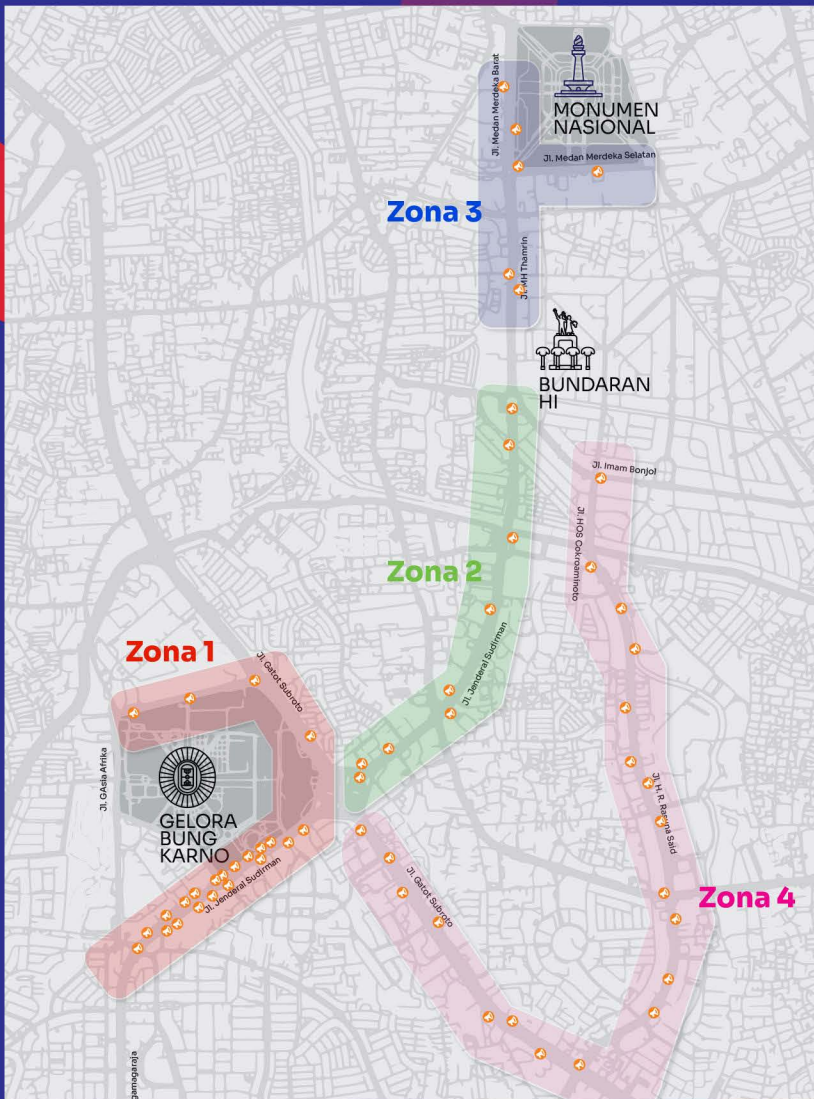 Jl. Medan Merdeka Barat
MONUMEN
NASIONAL
Jl. Medan Merdeka Selatan
Zona 3
Jl. MH Thamrin
BUNDARAN
HI
Jl. Imam Bonjol
Jl. HOS Cokroaminoto
Zona 2
Jl. Jenderal Sudirman
Zona 1
Jl. Gatot Subroto
Jl. GAsia Afrika
GELORA
BUNG
KARNO
Jl. Jenderal Sudirman
Jl. H. R. Rasuna Said
Jl. Gatot Subroto
Zona 4
gamagaraja